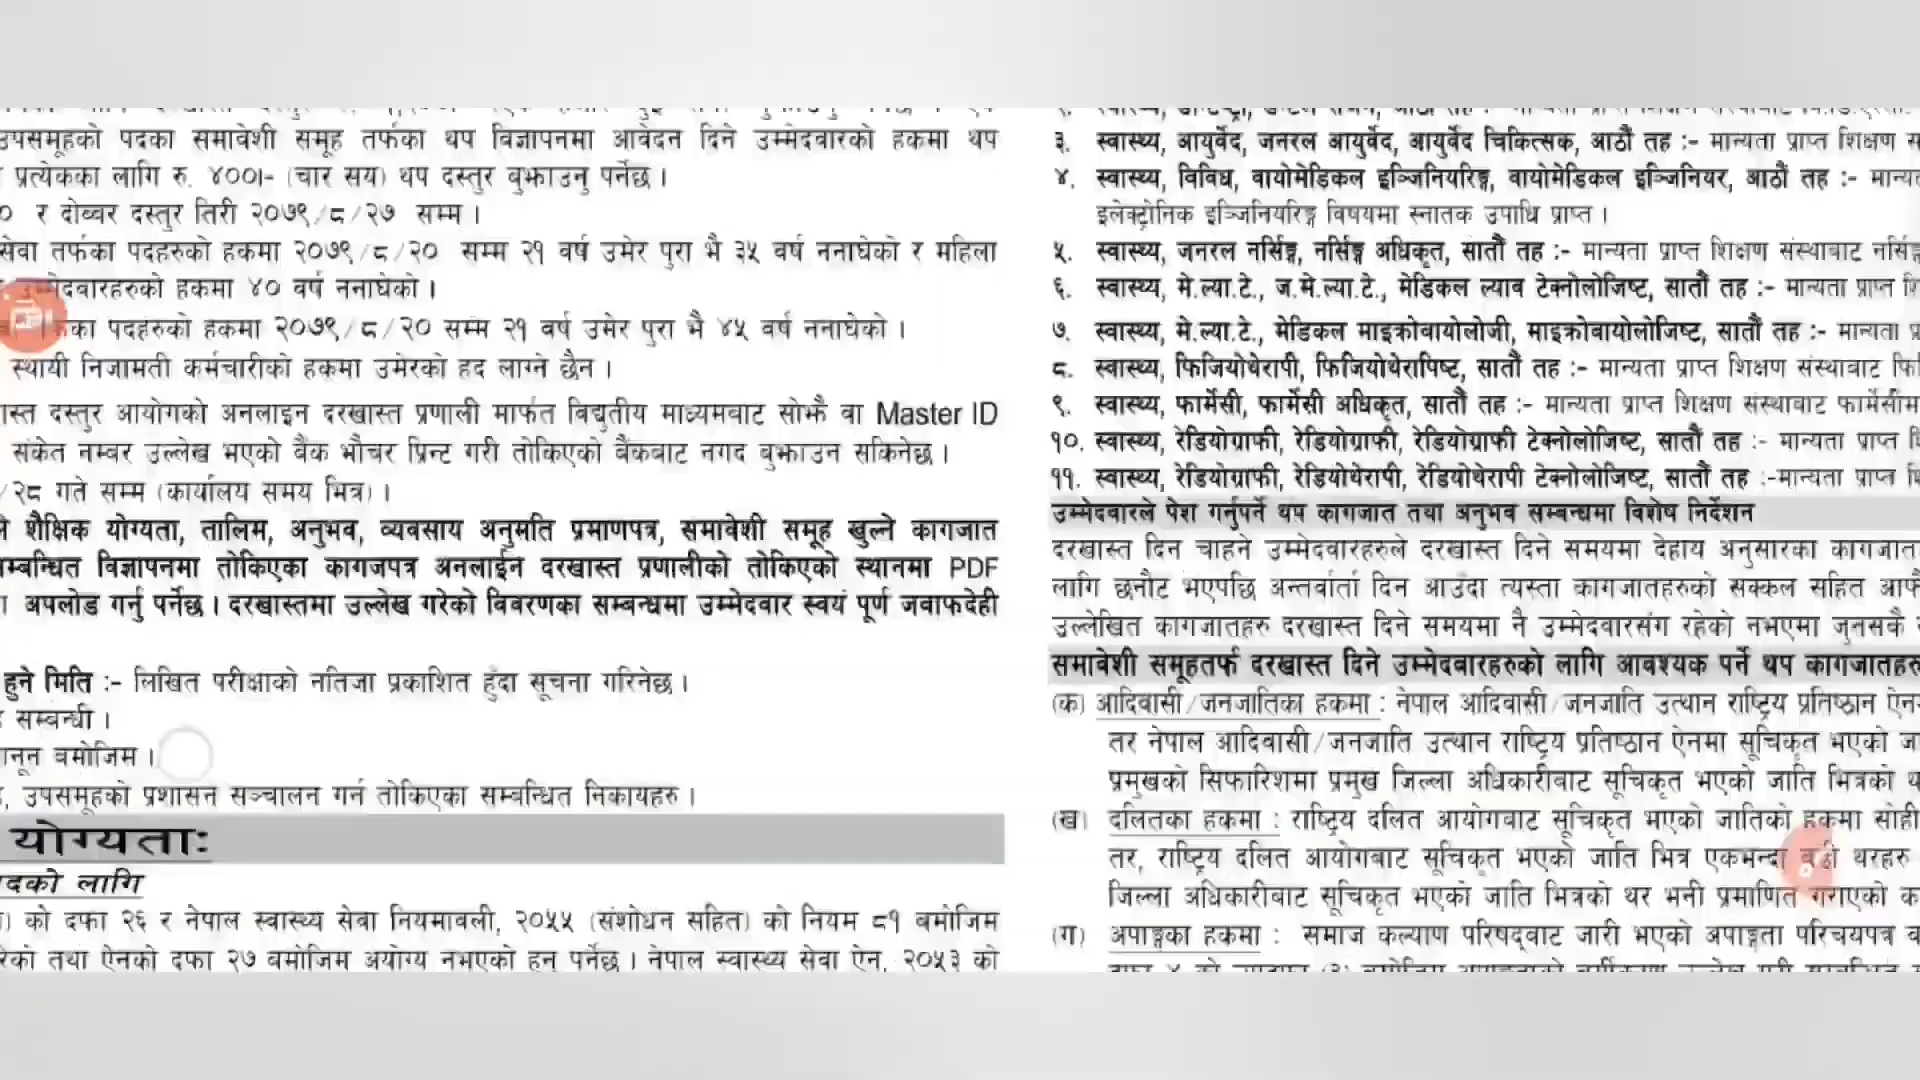 उपसमूहको पदका समावेशी समूह तर्फका थप विज्ञापनमा आवेदन दिने उम्मेदवारको हकमा थप
प्रत्येकका लागि रु. ४००।- (चार सय) थप दस्तुर बुझाउनु पर्नेछ ।
० र दोब्बर दस्तुर तिरी २०७९/८/२७ सम्म ।
सेवा तर्फका पदहरुको हकमा २०७९/८/२० सम्म २१ वर्ष उमेर पुरा भै ३५ वर्ष ननाघेको र महिला
उम्मेदवारहरुको हकमा ४० वर्ष ननाघेको ।
का पदहरुको हकमा २०७९/८/२० सम्म २१ वर्ष उमेर पुरा भै ४५ वर्ष ननाघेको ।
स्थायी निजामती कर्मचारीको हकमा उमेरको हद लाग्ने छैन ।
ास्त दस्तुर आयोगको अनलाइन दरखास्त प्रणाली मार्फत विद्युतीय माध्यमबाट सोझै वा Master ID
संकेत नम्बर उल्लेख भएको बैंक भौचर प्रिन्ट गरी तोकिएको बैंकबाट नगद बुझाउन सकिनेछ ।
/२८ गते सम्म (कार्यालय समय भित्र) ।
शैक्षिक योग्यता, तालिम, अनुभव, व्यवसाय अनुमति प्रमाणपत्र, समावेशी समूह खुल्ने कागजात
म्बन्धित विज्ञापनमा तोकिएका कागजपत्र अनलाईन दरखास्त प्रणालीको तोकिएको स्थानमा PDF
अपलोड गर्नु पर्नेछ । दरखास्तमा उल्लेख गरेको विवरणका सम्बन्धमा उम्मेदवार स्वयं पूर्ण जवाफदेही
हुने मिति :- लिखित परीक्षाको नतिजा प्रकाशित हुँदा सूचना गरिनेछ ।
सम्बन्धी ।
ानून बमोजिम ।
, उपसमूहको प्रशासन सञ्चालन गर्न तोकिएका सम्बन्धित निकायहरु ।
योग्यताः
दको लागि
) को दफा २६ र नेपाल स्वास्थ्य सेवा नियमावली, २०५५ (संशोधन सहित) को नियम ८१ बमोजिम
रेको तथा ऐनको दफा २७ बमोजिम अयोग्य नभएको हुनु पर्नेछ । नेपाल स्वास्थ्य सेवा ऐन, २०५३ को
३. स्वास्थ्य, आयुर्वेद, जनरल आयुर्वेद, आयुर्वेद चिकित्सक, आठौं तह :- मान्यता प्राप्त शिक्षण
४. स्वास्थ्य, विविध, वायोमेडिकल इञ्जिनियरिङ्ग, वायोमेडिकल इञ्जिनियर, आठौं तह :- मान्य
इलेक्ट्रोनिक इञ्जिनियरिङ्ग विषयमा स्नातक उपाधि प्राप्त ।
५. स्वास्थ्य, जनरल नर्सिङ्ग, नर्सिङ्ग अधिकृत, सातौं तह :- मान्यता प्राप्त शिक्षण संस्थाबाट नर्सिङ्ग
६. स्वास्थ्य, मे.ल्या.टे., ज.मे.ल्या.टे., मेडिकल ल्याव टेक्नोलोजिष्ट, सातौं तह :- मान्यता प्राप्त
७. स्वास्थ्य, मे.ल्या.टे., मेडिकल माइक्रोबायोलोजी, माइक्रोबायोलोजिष्ट, सातौं तह :- मान्यता
८. स्वास्थ्य, फिजियोथेरापी, फिजियोथेरापिष्ट, सातौं तह :- मान्यता प्राप्त शिक्षण संस्थाबाट फि
९. स्वास्थ्य, फार्मेसी, फार्मेसी अधिकृत, सातौं तह :- मान्यता प्राप्त शिक्षण संस्थाबाट फार्मेसीम
१०. स्वास्थ्य, रेडियोग्राफी, रेडियोग्राफी, रेडियोग्राफी टेक्नोलोजिष्ट, सातौं तह :- मान्यता प्राप्त
११. स्वास्थ्य, रेडियोग्राफी, रेडियोथेरापी, रेडियोथेरापी टेक्नोलोजिष्ट, सातौं तह :-मान्यता प्राप्त
उम्मेदवारले पेश गर्नुपर्ने थप कागजात तथा अनुभव सम्बन्धमा विशेष निर्देशन
दरखास्त दिन चाहने उम्मेदवारहरुले दरखास्त दिने समयमा देहाय अनुसारका कागजात
लागि छनौट भएपछि अन्तर्वार्ता दिन आउँदा त्यस्ता कागजातहरुको सक्कल सहित आफै
उल्लेखित कागजातहरु दरखास्त दिने समयमा नै उम्मेदवारसंग रहेको नभएमा जुनसुकै
समावेशी समूहतर्फ दरखास्त दिने उम्मेदवारहरुको लागि आवश्यक पर्ने थप कागजातहरु
(क) आदिवासी/जनजातिका हकमा : नेपाल आदिवासी/जनजाति उत्थान राष्ट्रिय प्रतिष्ठान ऐन
तर नेपाल आदिवासी/जनजाति उत्थान राष्ट्रिय प्रतिष्ठान ऐनमा सूचिकृत भएको जा
प्रमुखको सिफारिशमा प्रमुख जिल्ला अधिकारीबाट सूचिकृत भएको जाति भित्रको थ
(ख) दलितका हकमा : राष्ट्रिय दलित आयोगबाट सूचिकृत भएको जातिको हकमा सोही
तर, राष्ट्रिय दलित आयोगबाट सूचिकृत भएको जाति भित्र एकभन्दा बढी थरहरु
जिल्ला अधिकारीबाट सूचिकृत भएको जाति भित्रको थर भनी प्रमाणित गराएको क
(ग) अपाङ्गका हकमा : समाज कल्याण परिषद्बाट जारी भएको अपाङ्गता परिचयपत्र व